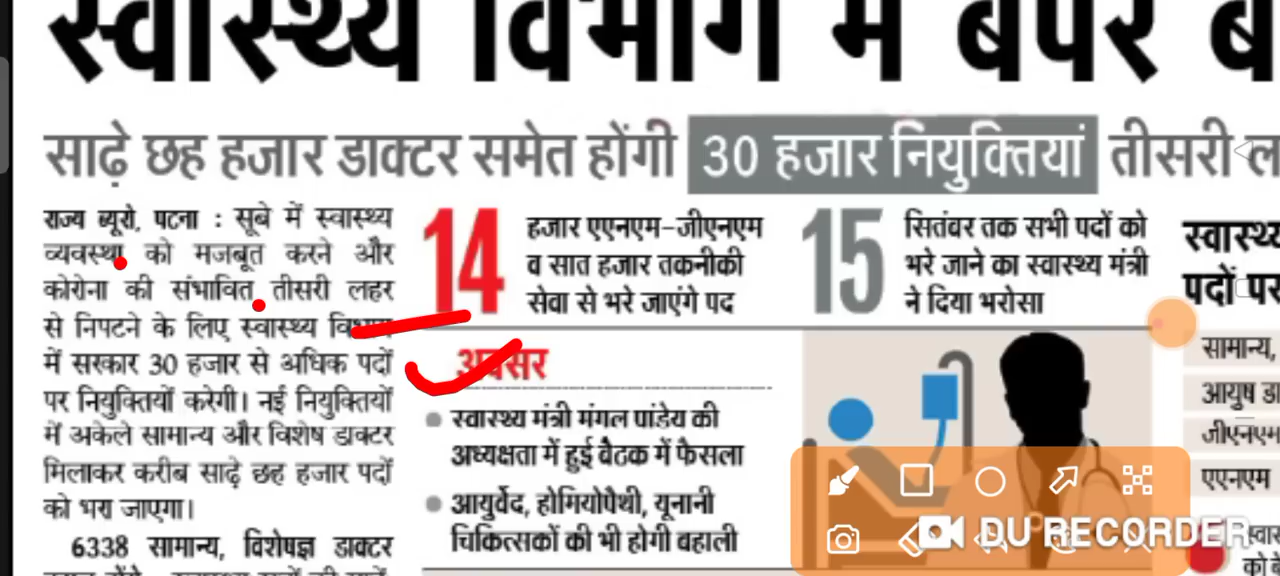 स्वास्थ्य विभाग में बंपर ब
साढ़े छह हजार डाक्टर समेत होंगी 30 हजार नियुक्तियां तीसरी ल
राज्य ब्यूरो, पटना : सूबे में स्वास्थ्य
व्यवस्था को मजबूत करने और
कोरोना की संभावित तीसरी लहर
से निपटने के लिए स्वास्थ्य विभाग
में सरकार 30 हजार से अधिक पदों
पर नियुक्तियों करेगी। नई नियुक्तियों
में अकेले सामान्य और विशेष डाक्टर
मिलाकर करीब साढ़े छह हजार पदों
को भरा जाएगा।
6338 सामान्य, विशेषज्ञ डाक्टर
14
हजार एएनएम-जीएनएम
व सात हजार तकनीकी
सेवा से भरे जाएंगे पद
15
सितंबर तक सभी पदों को
भरे जाने का स्वास्थ्य मंत्री
ने दिया भरोसा
अवसर
स्वास्थ्य मंत्री मंगल पांडेय की
अध्यक्षता में हुई बैठक में फैसला
आयुर्वेद, होमियोपैथी, यूनानी
चिकित्सकों की भी होगी बहाली
स्वास्थ्य
पदों पर
सामान्य,
आयुष डा
जीएनएम
एएनएम
DU RECORDER